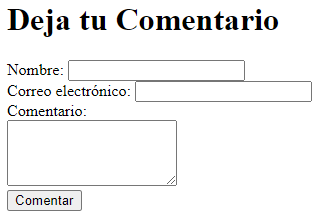 Deja tu Comentario
Nombre:
Correo electrónico:
Comentario:
Comentar